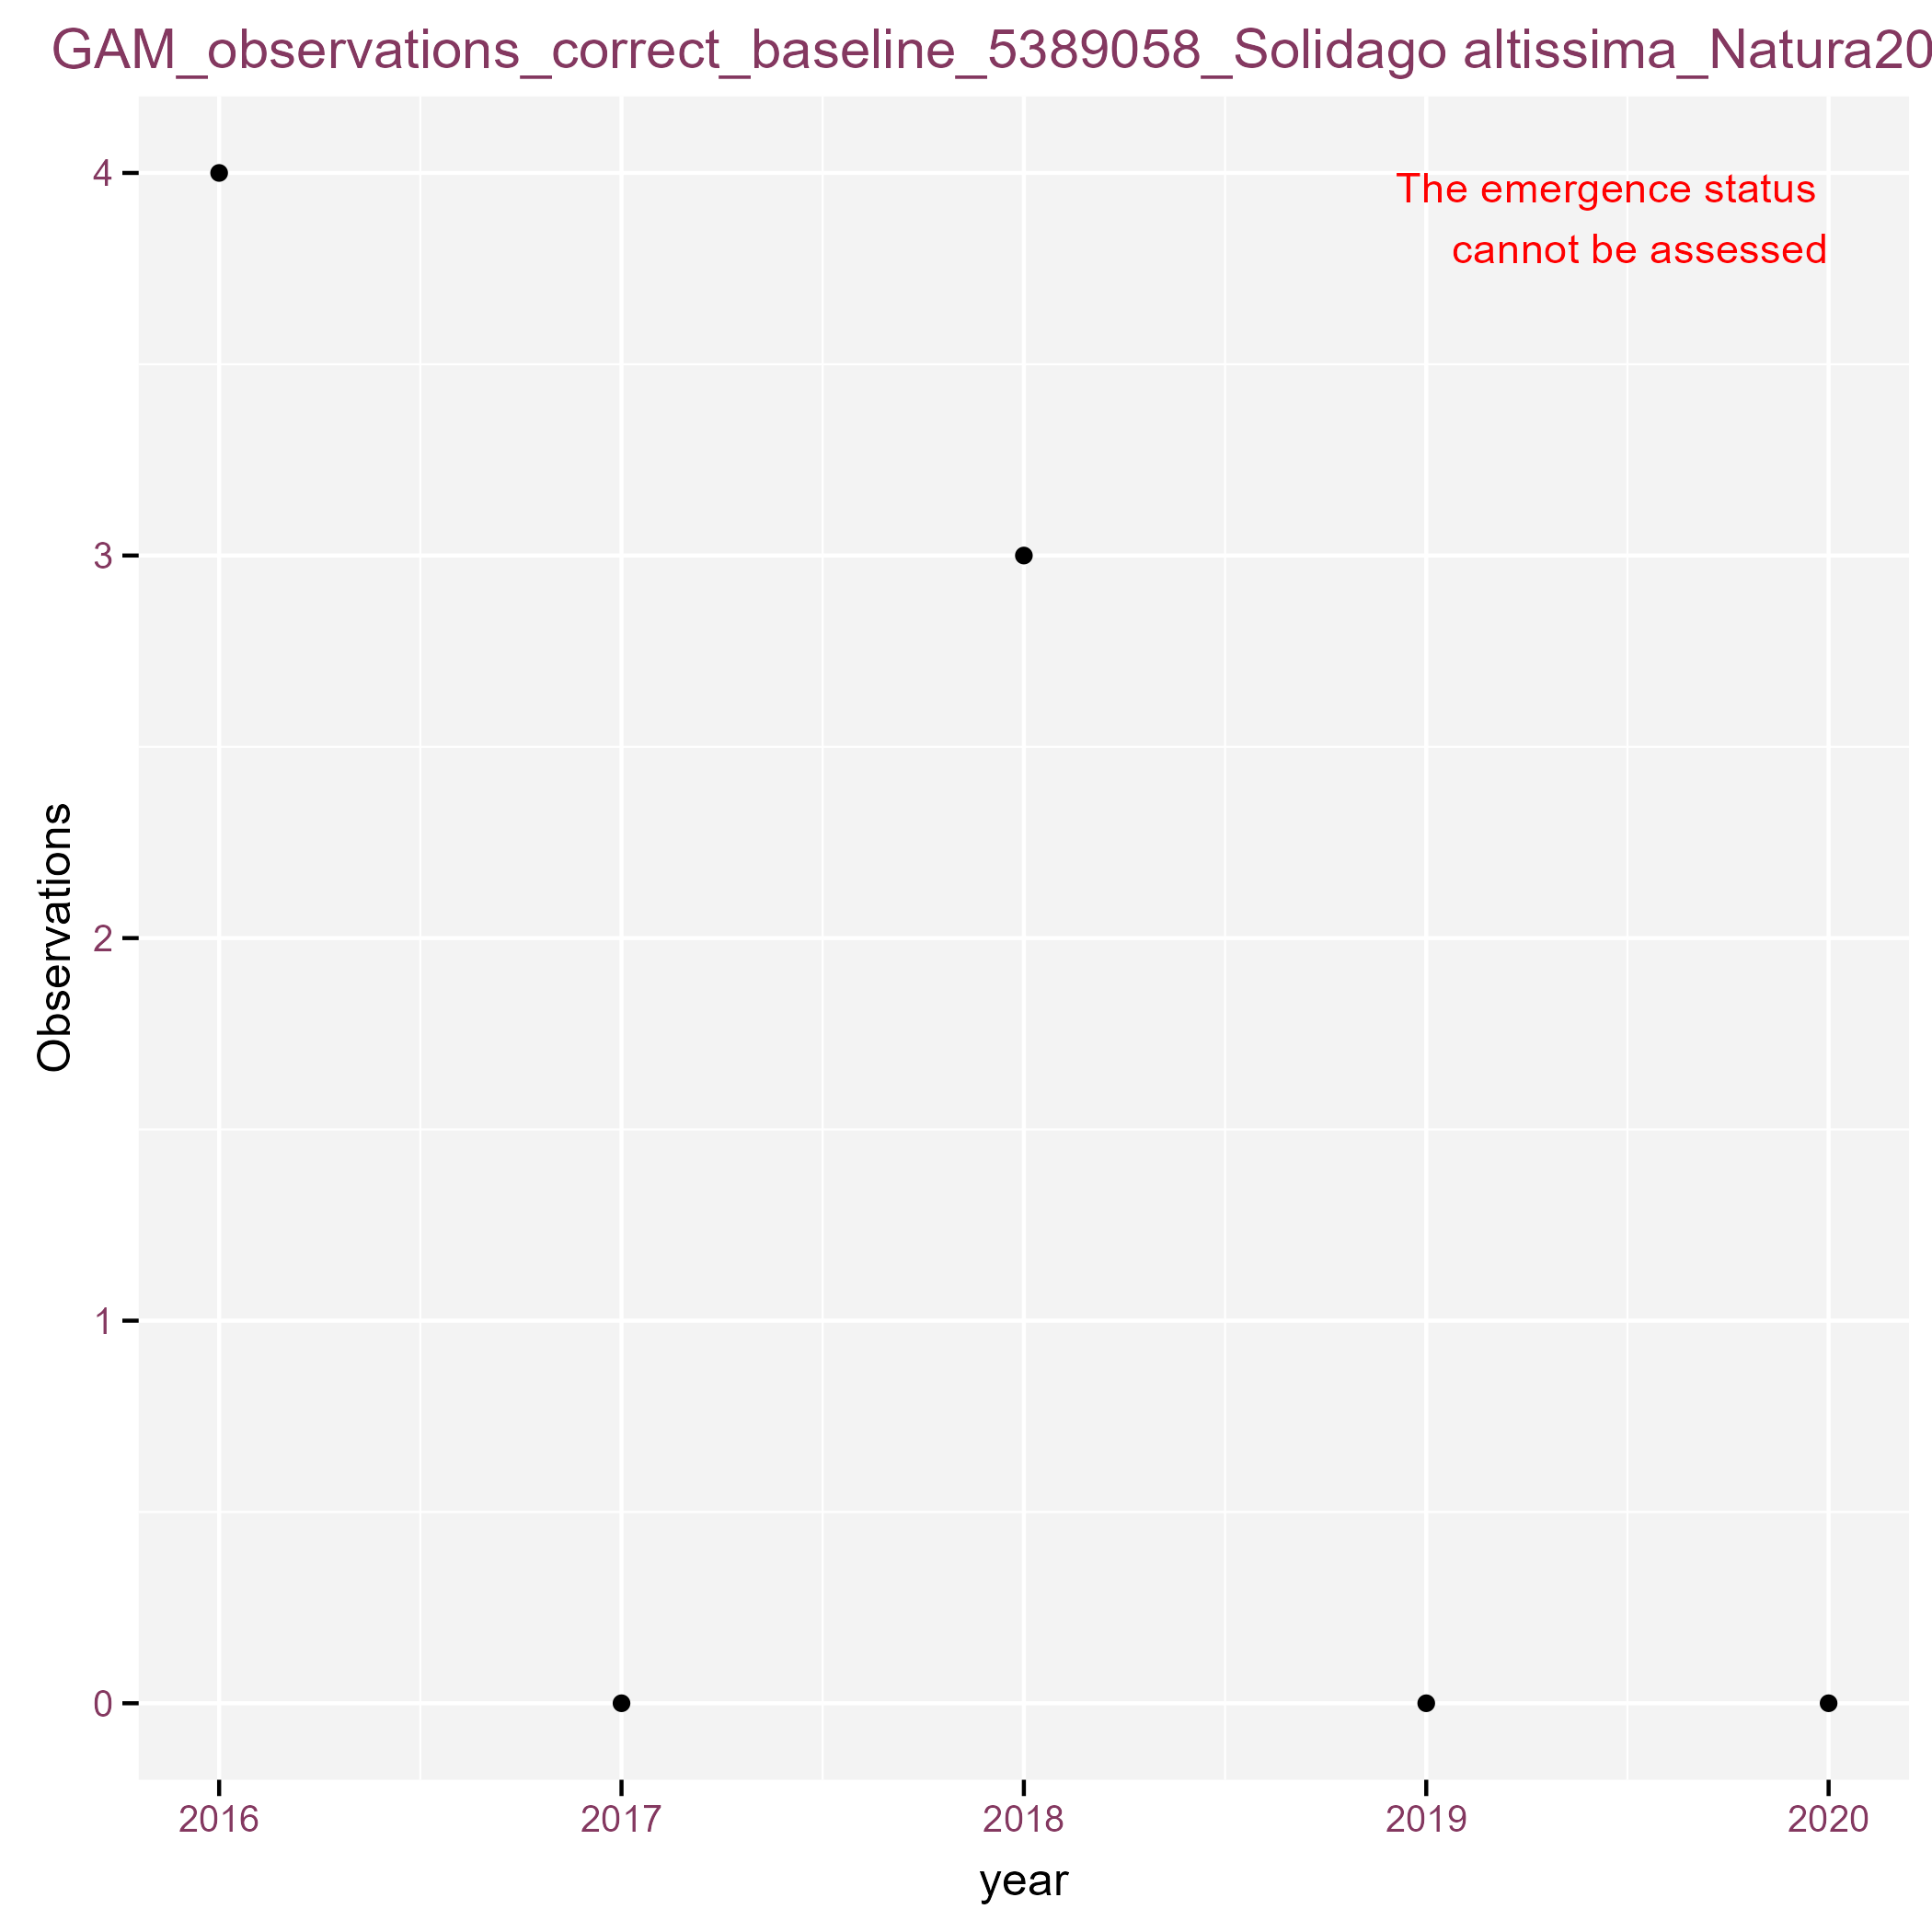 GAM_observations_correct_baseline_5389058_Solidago altissima_Natura20
The emergence status
cannot be assessed
4
3
2
1
0
Observations
2016 2017 2018 2019 2020
year